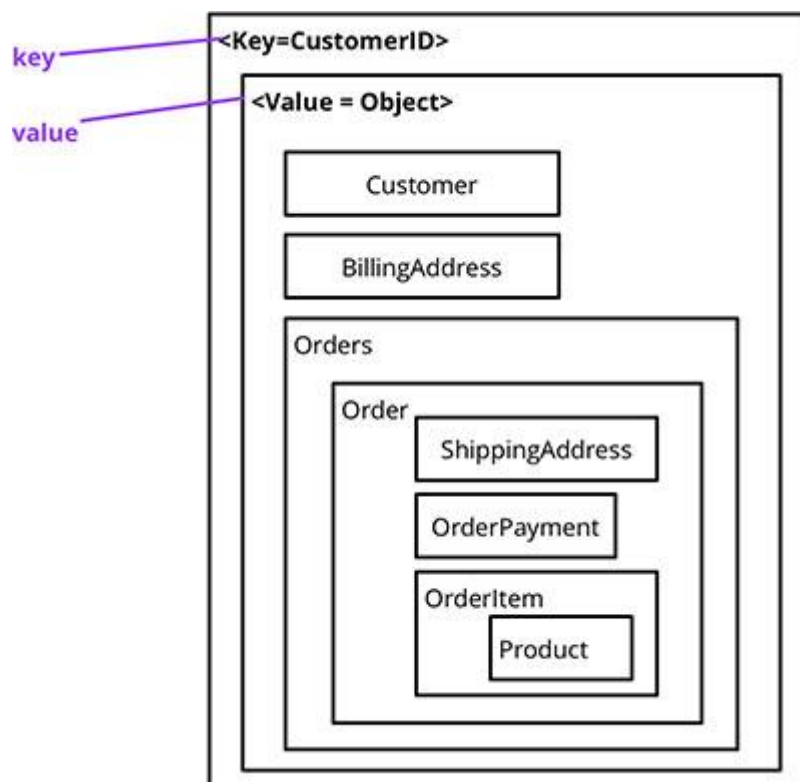 <Key=CustomerID>
key
<Value = Object>
value
Customer
BillingAddress
Orders
Order
ShippingAddress
OrderPayment
OrderItem
Product